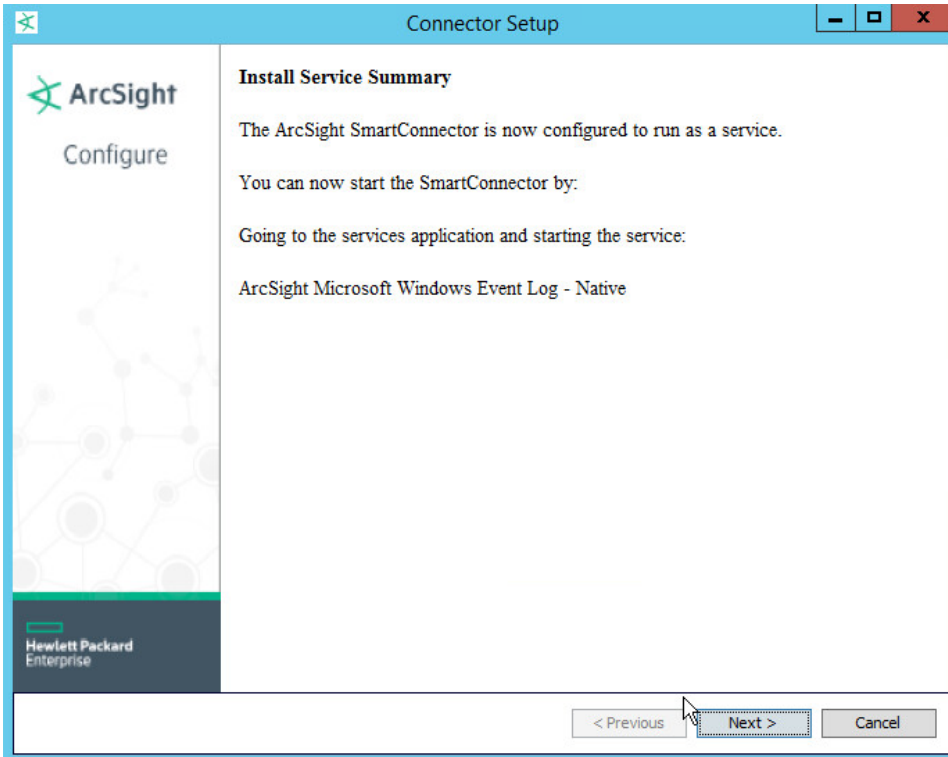 Connector Setup
x
ArcSight
Configure
Install Service Summary
The ArcSight SmartConnector is now configured to run as a service.
You can now start the SmartConnector by:
Going to the services application and starting the service:
ArcSight Microsoft Windows Event Log - Native
Hewlett Packard
Enterprise
< Previous
Next >
Cancel